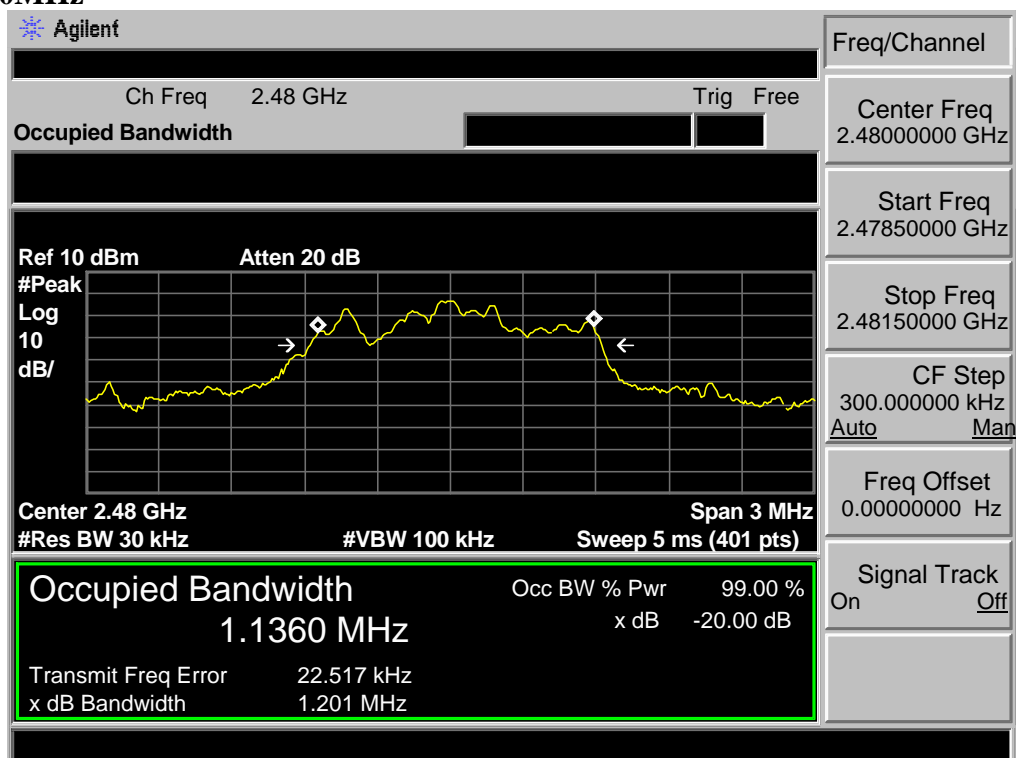 Agilent
Freq/Channel
Ch Freq 2.48 GHz Trig Free
Occupied Bandwidth
Center Freq
2.48000000 GHz
Start Freq
2.47850000 GHz
Ref 10 dBm Atten 20 dB
#Peak
Log
10
dB/
Stop Freq
2.48150000 GHz
CF Step
300.000000 kHz
Auto Man
Freq Offset
0.00000000 Hz
Center 2.48 GHz Span 3 MHz
#Res BW 30 kHz #VBW 100 kHz Sweep 5 ms (401 pts)
Signal Track
On Off
Occupied Bandwidth
1.1360 MHz
Occ BW % Pwr 99.00 %
x dB -20.00 dB
Transmit Freq Error 22.517 kHz
x dB Bandwidth 1.201 MHz